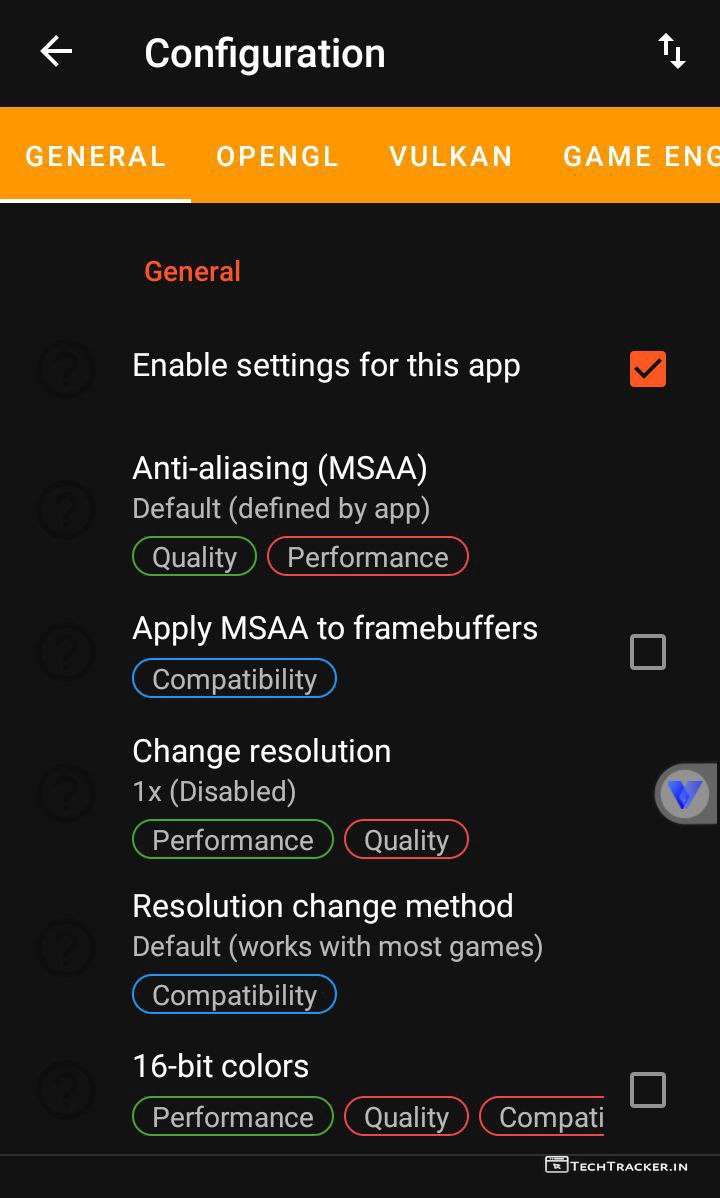 Configuration
GENERAL OPENGL VULKAN GAME ENG
General
Enable settings for this app
Anti-aliasing (MSAA)
Default (defined by app)
Quality Performance
Apply MSAA to framebuffers
Compatibility
Change resolution
1x (Disabled)
Performance Quality
Resolution change method
Default (works with most games)
Compatibility
16-bit colors
Performance Quality Compati
TECHTRACKER.IN